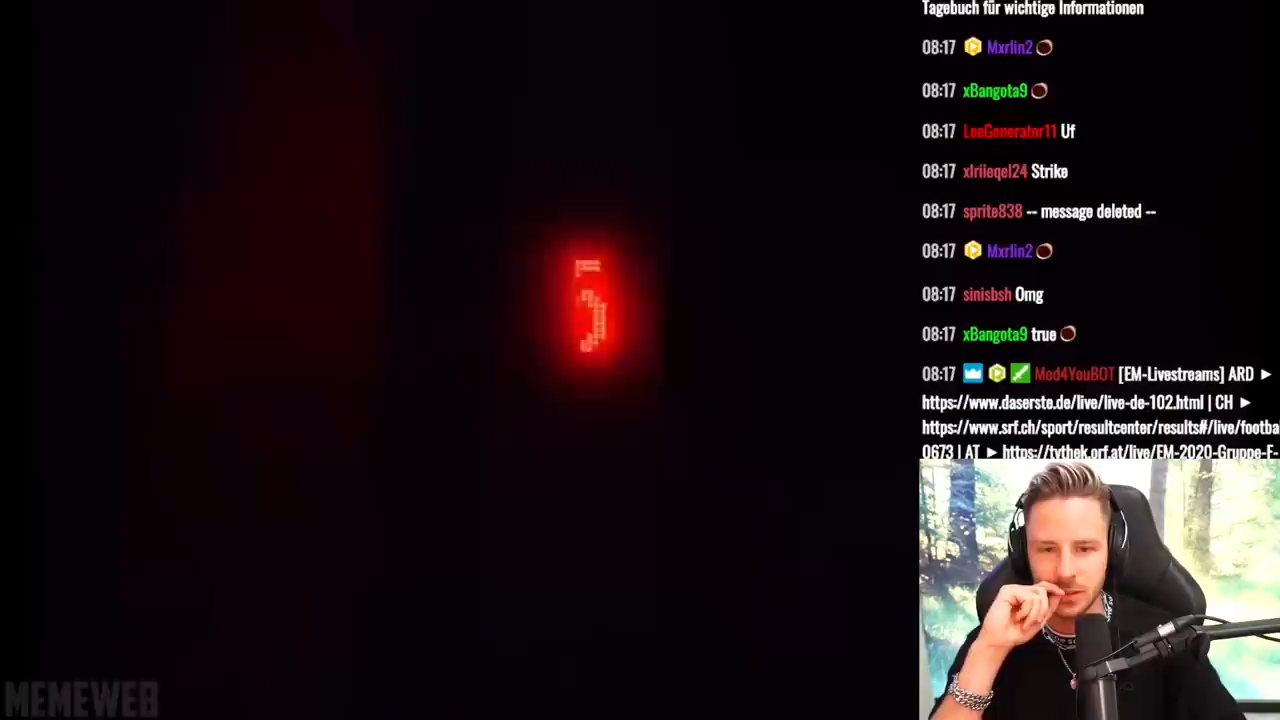 5
MEMEWEB
Tagebuch für wichtige Informationen
08:17 Mxrlin2
08:17 xBangota9
08:17 LeeGenerator11 Uf
08:17 xlriieqel24 Strike
08:17 sprite838 -- message deleted --
08:17 Mxrlin2
08:17 sinisbsh Omg
08:17 xBangota9 true
08:17 Mod4YouBOT [EM-Livestreams] ARD ►
https://www.daserste.de/live/live-de-102.html | CH ►
https://www.srf.ch/sport/resultcenter/results#/live/footba
0673 | AT ► https://tvthek.orf.at/live/EM-2020-Gruppe-F-